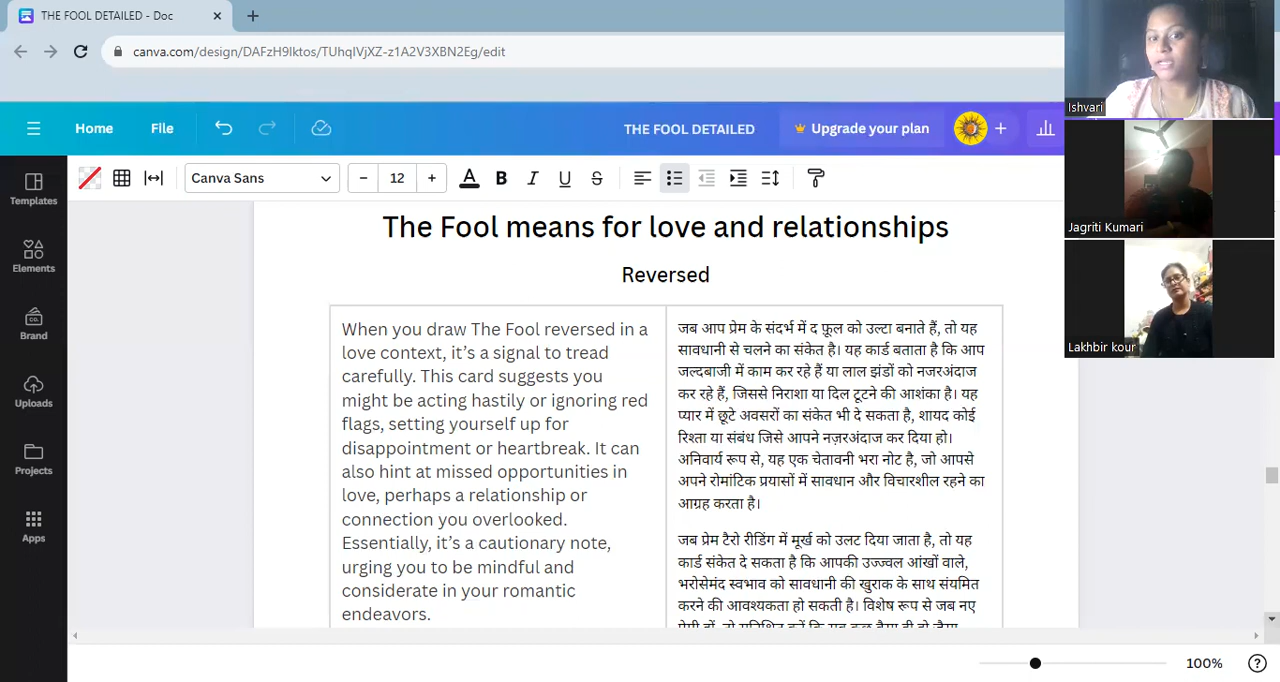 THE FOOL DETAILED - Doc
canva.com/design/DAFzH9lktos/TUhqIVjXZ-z1A2V3XBN2Eg/edit
Home File THE FOOL DETAILED Upgrade your plan
Canva Sans 12
Templates
Elements
Brand
Uploads
Projects
Apps
The Fool means for love and relationships
Reversed
When you draw The Fool reversed in a
love context, it's a signal to tread
carefully. This card suggests you
might be acting hastily or ignoring red
flags, setting yourself up for
disappointment or heartbreak. It can
also hint at missed opportunities in
love, perhaps a relationship or
connection you overlooked.
Essentially, it's a cautionary note,
urging you to be mindful and
considerate in your romantic
endeavors.
जब आप प्रेम के संदर्भ में द फ़ूल को उल्टा बनाते हैं, तो यह
सावधानी से चलने का संकेत है। यह कार्ड बताता है कि आप
जल्दबाजी में काम कर रहे हैं या लाल झंडों को नजरअंदाज
कर रहे हैं, जिससे निराशा या दिल टूटने की आशंका है। यह
प्यार में छूटे अवसरों का संकेत भी दे सकता है, शायद कोई
रिश्ता या संबंध जिसे आपने नज़रअंदाज कर दिया हो।
अनिवार्य रूप से, यह एक चेतावनी भरा नोट है, जो आपसे
अपने रोमांटिक प्रयासों में सावधान और विचारशील रहने का
आग्रह करता है।
जब प्रेम टैरो रीडिंग में मूर्ख को उलट दिया जाता है, तो यह
कार्ड संकेत दे सकता है कि आपकी उज्ज्वल आंखों वाले,
भरोसेमंद स्वभाव को सावधानी की खुराक के साथ संयमित
करने की आवश्यकता हो सकती है। विशेष रूप से जब नए
Ishvari
Jagriti Kumari
Lakhbir kour
100%